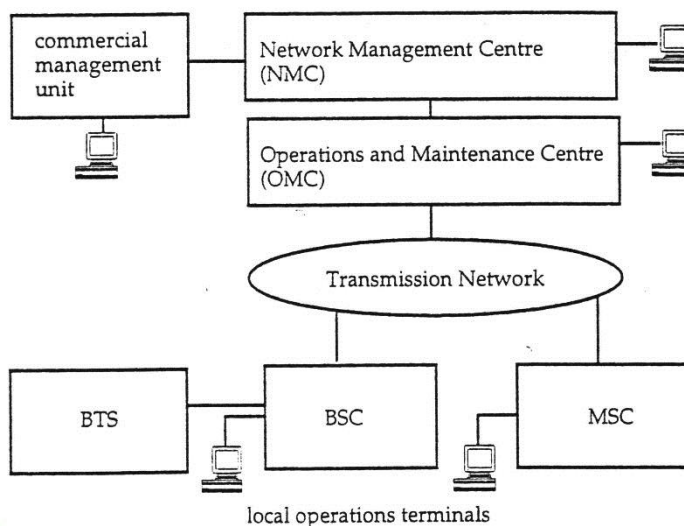 commercial
management
unit
Network Management Centre
(NMC)
Operations and Maintenance Centre
(OMC)
Transmission Network
BTS
BSC
MSC
local operations terminals